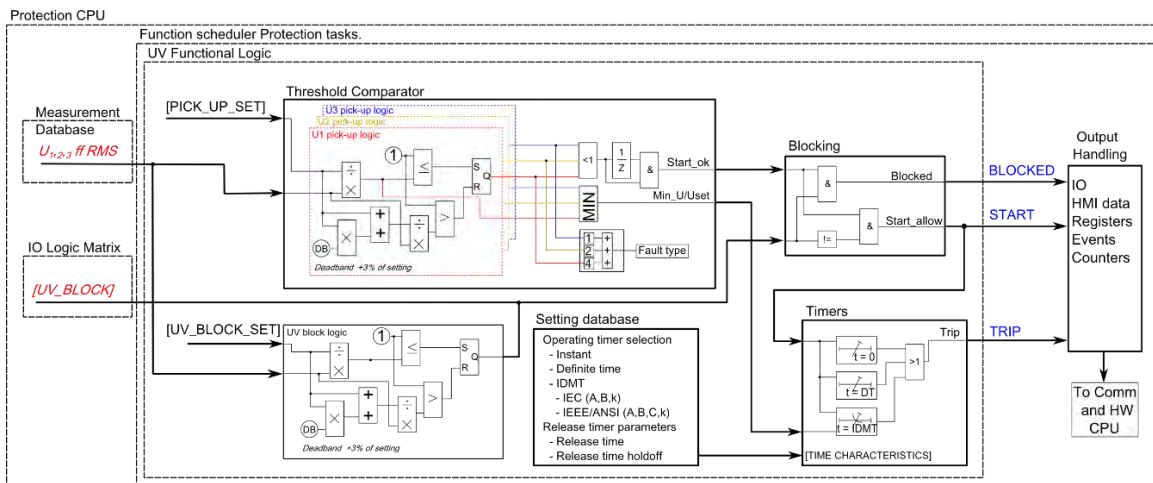 Protection CPU
Function scheduler Protection tasks.
UV Functional Logic
Measurement
Database
U1,2,3 ff RMS
IO Logic Matrix
[UV_BLOCK]
[PICK_UP_SET]
Threshold Comparator
U3 pick-up logic
U2 pick-up logic
U1 pick-up logic
1
≤
S
Q
R
÷
×
+
+
>
÷
×
DB
×
Deadband +3% of setting
<1
1
Z
&
Start_ok
MIN
Min_U/Uset
1 +
2 +
4 +
Fault type
Blocking
&
Blocked
&
Start_allow
!=
BLOCKED
START
TRIP
Output
Handling
IO
HMI data
Registers
Events
Counters
To Comm
and HW
CPU
[UV_BLOCK_SET]
UV block logic
1
≤
S
Q
R
÷
×
+
+
>
÷
×
DB
×
Deadband +3% of setting
Setting database
Operating timer selection
- Instant
- Definite time
- IDMT
- IEC (A,B,k)
- IEEE/ANSI (A,B,C,k)
Release timer parameters
- Release time
- Release time holdoff
Timers
Trip
t = 0
>1
t = DT
t = IDMT
[TIME CHARACTERISTICS]